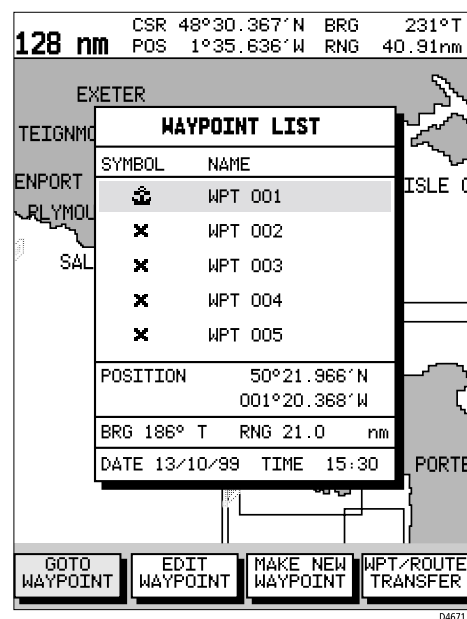 128 nm CSR 48°30.367'N BRG 231°T
POS 1°35.636'W RNG 40.91nm
EXETER
TEIGNMO
ENPORT
PLYMOU
SAL
ISLE
PORTE
WAYPOINT LIST
SYMBOL NAME
WPT 001
WPT 002
WPT 003
WPT 004
WPT 005
POSITION 50°21.966'N
001°20.368'W
BRG 186° T RNG 21.0 nm
DATE 13/10/99 TIME 15:30
GOTO
WAYPOINT
EDIT
WAYPOINT
MAKE NEW
WAYPOINT
WPT/ROUTE
TRANSFER
D4671